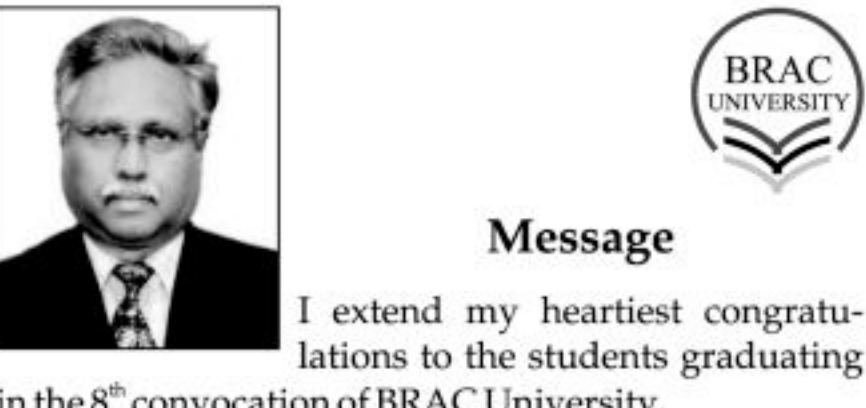 BRAC
UNIVERSITY
Message
I extend my heartiest congratu-
lations to the students graduating
in the 8th convocation of BRAC University.